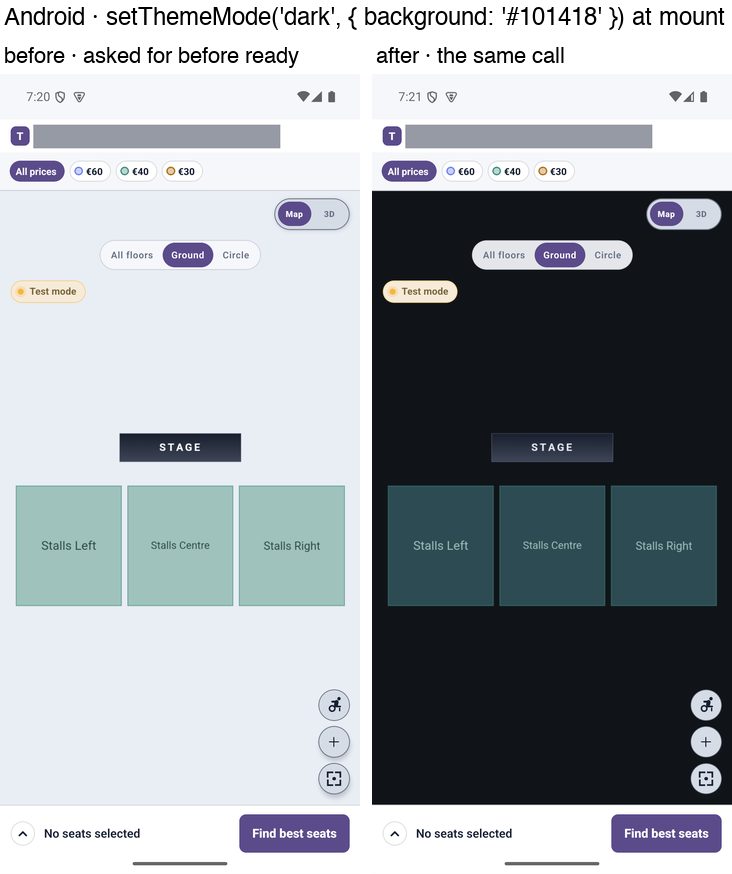 Android · setThemeMode('dark', { background: '#101418' }) at mount
before · asked for before ready
after · the same call
7:20
T
All prices €60 €40 €30
Map 3D
All floors Ground Circle
Test mode
STAGE
Stalls Left Stalls Centre Stalls Right
No seats selected Find best seats
7:21
T
All prices €60 €40 €30
Map 3D
All floors Ground Circle
Test mode
STAGE
Stalls Left Stalls Centre Stalls Right
No seats selected Find best seats